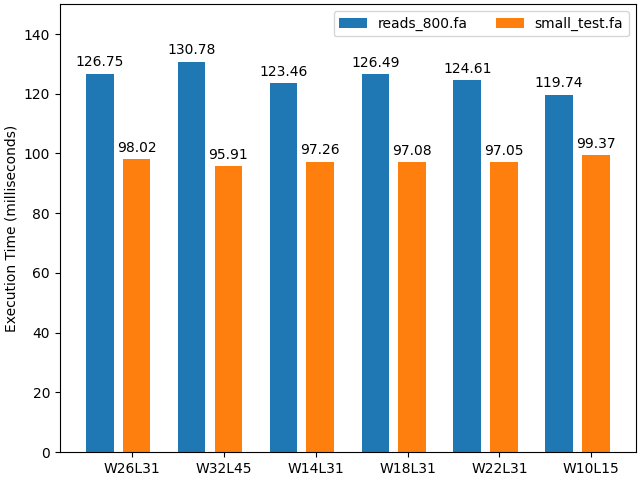 reads_800.fa
small_test.fa
Execution Time (milliseconds)
140
120
100
80
60
40
20
0
126.75
98.02
130.78
95.91
123.46
97.26
126.49
97.08
124.61
97.05
119.74
99.37
W26L31
W32L45
W14L31
W18L31
W22L31
W10L15